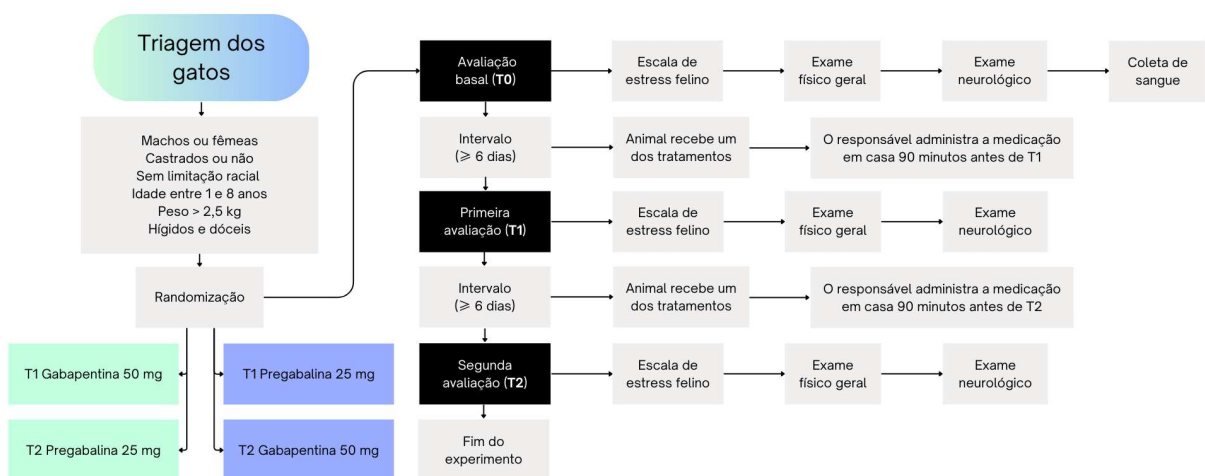 Triagem dos
gatos
Machos ou fêmeas
Castrados ou não
Sem limitação racial
Idade entre 1 e 8 anos
Peso > 2,5 kg
Hígidos e dóceis
Randomização
T1 Gabapentina 50 mg
T1 Pregabalina 25 mg
T2 Pregabalina 25 mg
T2 Gabapentina 50 mg
Avaliação
basal (T0)
Escala de
estress felino
Exame
físico geral
Exame
neurológico
Coleta de
sangue
Intervalo
(⩾ 6 dias)
Animal recebe um
dos tratamentos
O responsável administra a medicação
em casa 90 minutos antes de T1
Primeira
avaliação (T1)
Escala de
estress felino
Exame
físico geral
Exame
neurológico
Intervalo
(⩾ 6 dias)
Animal recebe um
dos tratamentos
O responsável administra a medicação
em casa 90 minutos antes de T2
Segunda
avaliação (T2)
Escala de
estress felino
Exame
físico geral
Exame
neurológico
Fim do
experimento